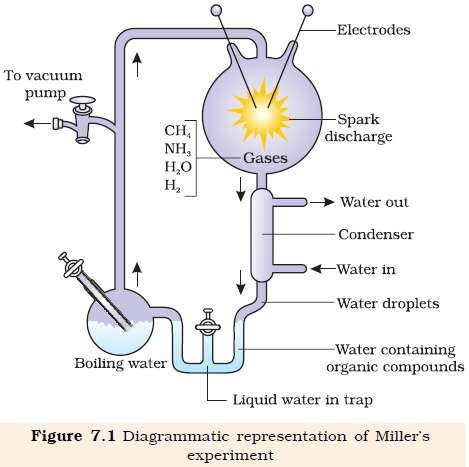 Electrodes
To vacuum
pump
Spark
discharge
CH₄
NH₃
H₂O
H₂
Gases
Water out
Condenser
Water in
Water droplets
Boiling water
Water containing
organic compounds
Liquid water in trap
Figure 7.1 Diagrammatic representation of Miller's
experiment